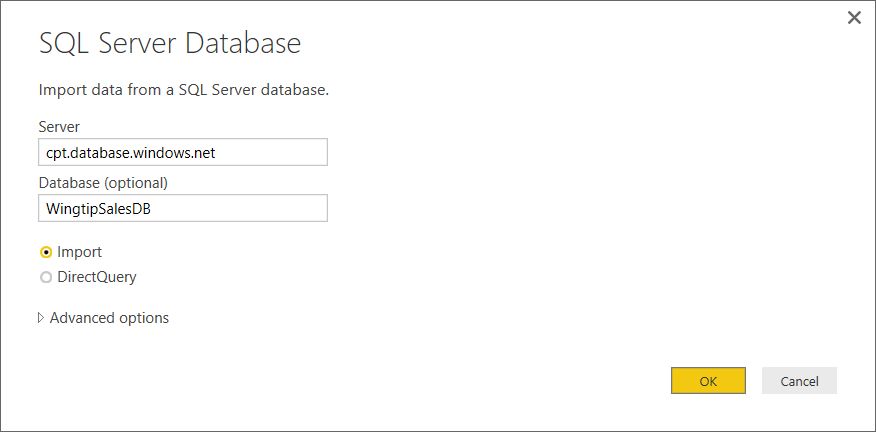 SQL Server Database
Import data from a SQL Server database.
Server
cpt.database.windows.net
Database (optional)
WingtipSalesDB
Import
DirectQuery
Advanced options
OK
Cancel